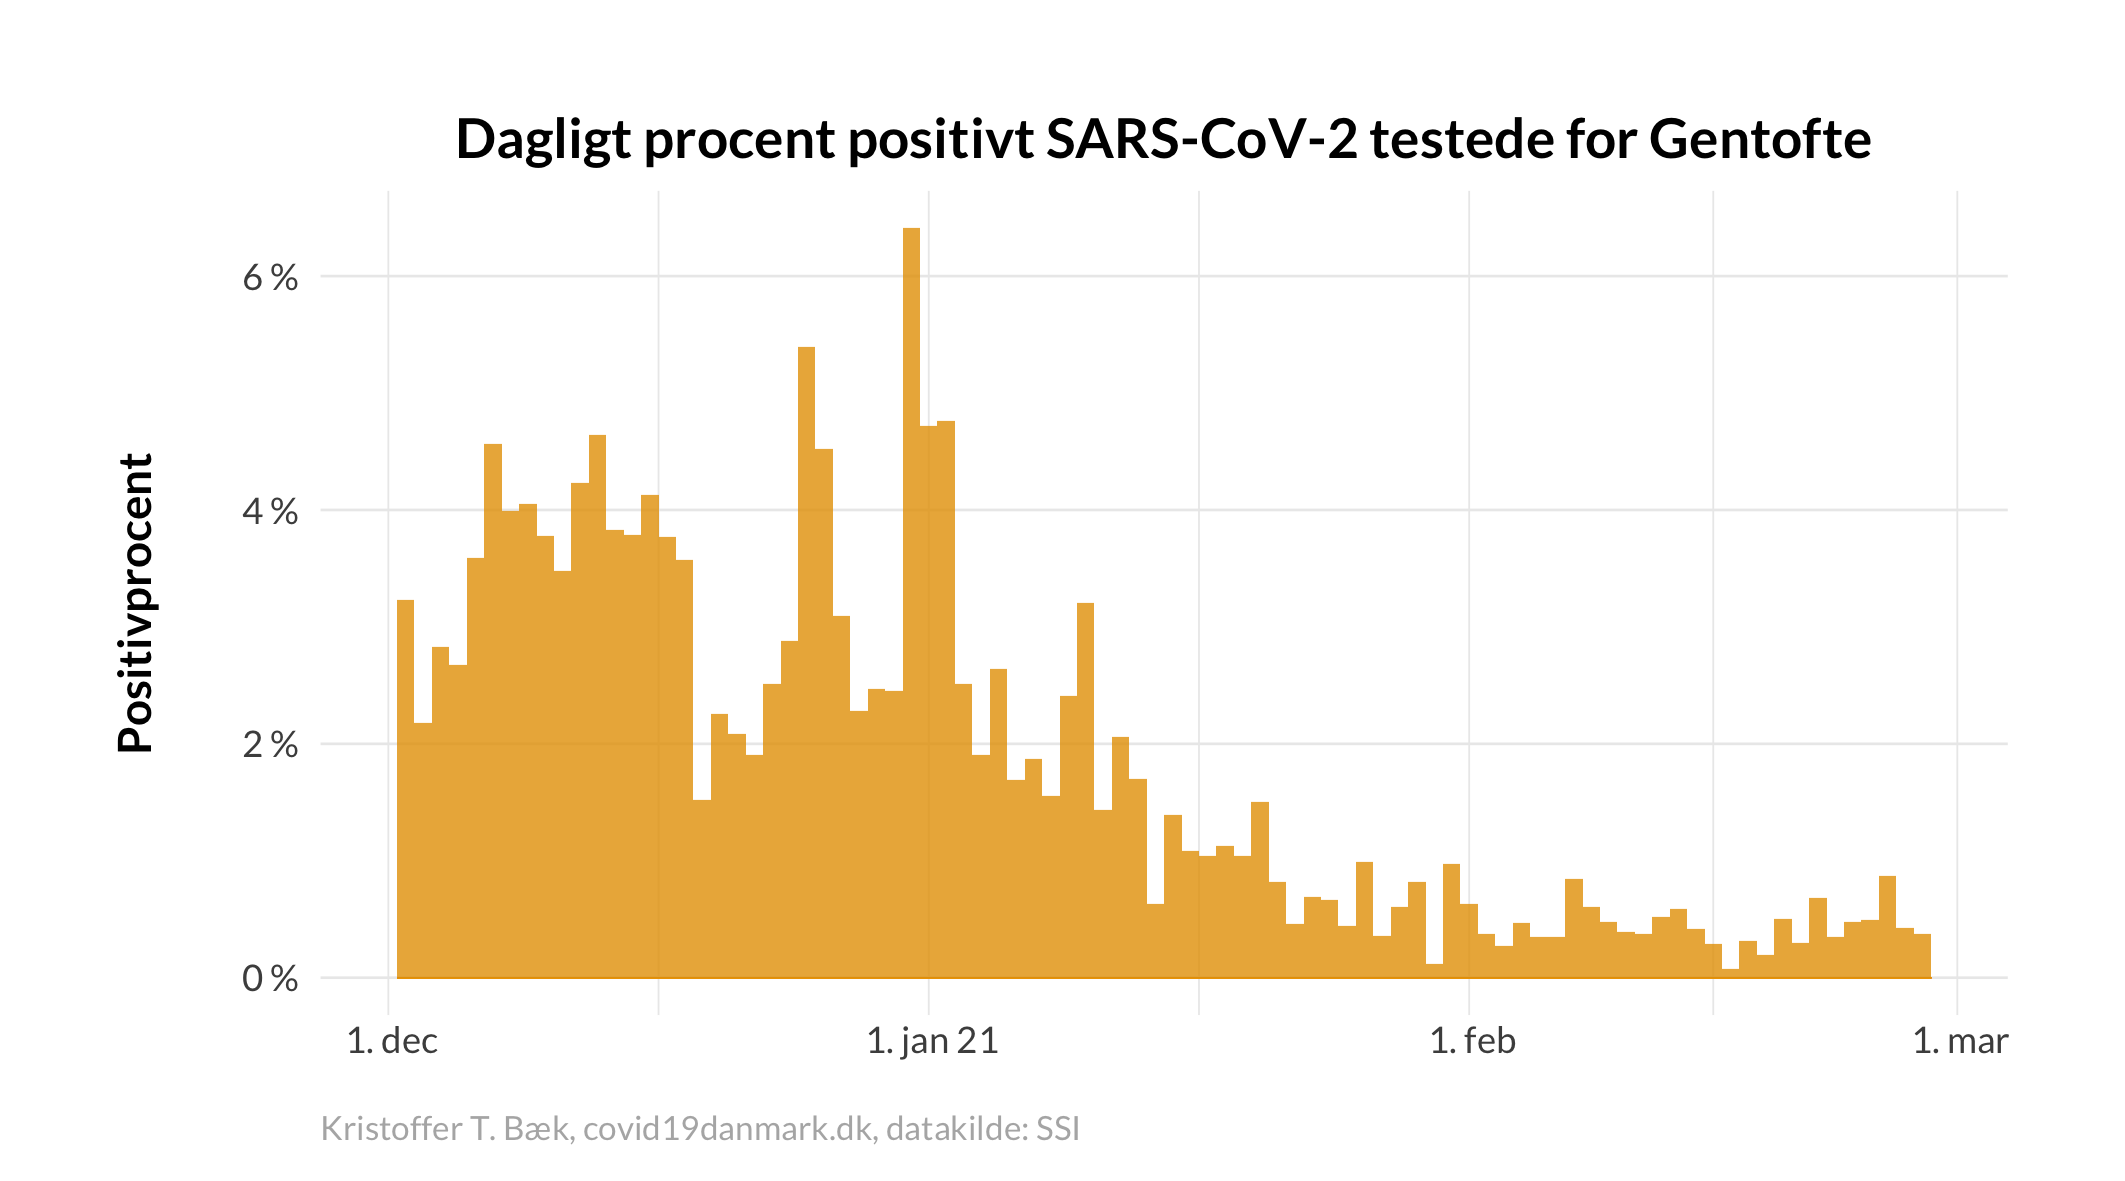 Dagligt procent positivt SARS-CoV-2 testede for Gentofte
Positivprocent
6 %
4 %
2 %
0 %
1. dec
1. jan 21
1. feb
1. mar
Kristoffer T. Bæk, covid19danmark.dk, datakilde: SSI